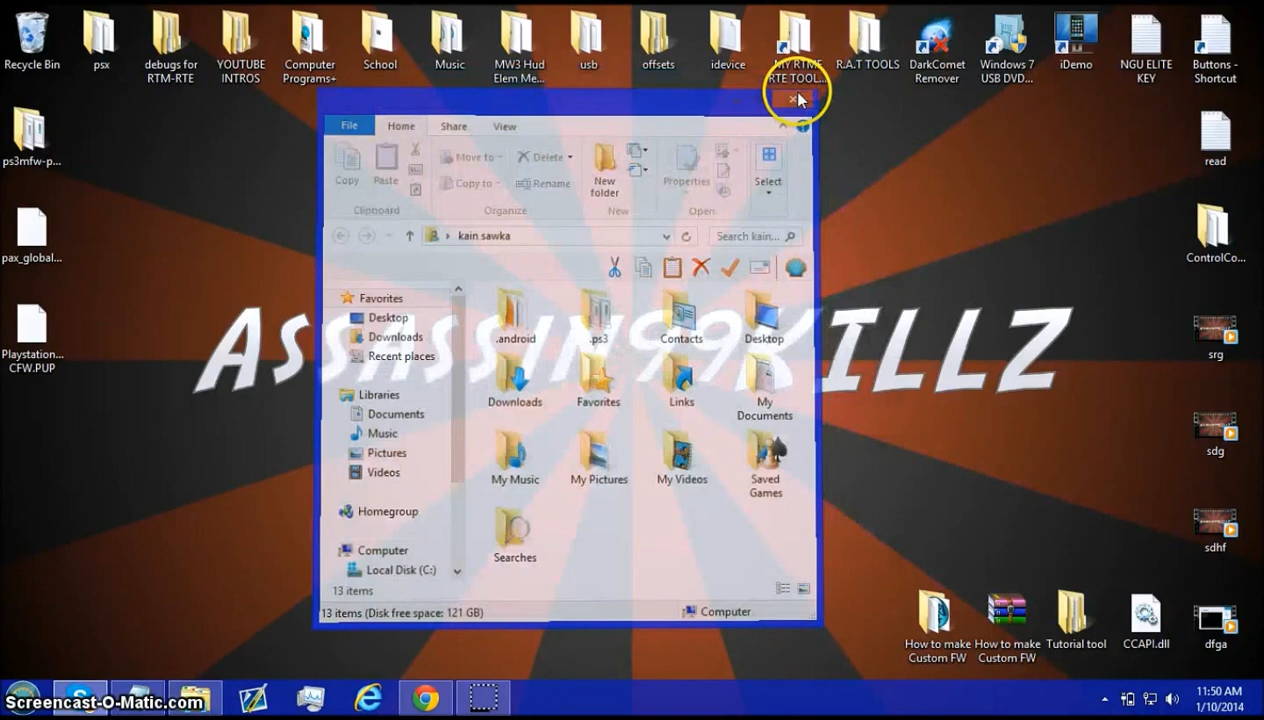 Recycle Bin
psx
debugs for
RTM-RTE
YOUTUBE
INTROS
Computer
Programs+
School
Music
MW3 Hud
Elem Me...
usb
offsets
idevice
MY RTME
RTE TOOL...
R.A.T TOOLS
DarkComet
Remover
Windows 7
USB DVD...
iDemo
NGU ELITE
KEY
Buttons -
Shortcut
ps3mfw-p...
pax_global...
Playstation...
CFW.PUP
read
ControlCo...
srg
sdg
sdhf
dfga
File
Home
Share
View
Copy
Paste
Move to
Copy to
Delete
Rename
New
folder
Properties
Select
Clipboard
Organize
New
Open
kain sawka
Search kain...
Favorites
Desktop
Downloads
Recent places
Libraries
Documents
Music
Pictures
Videos
Homegroup
Computer
Local Disk (C:)
.android
.ps3
Contacts
Desktop
Downloads
Favorites
Links
My
Documents
My Music
My Pictures
My Videos
Saved
Games
Searches
13 items
13 items (Disk free space: 121 GB)
Computer
ASSASSIN99KILLZ
How to make
Custom FW
How to make
Custom FW
Tutorial tool
CCAPI.dll
Screencast-O-Matic.com
11:50 AM
1/10/2014